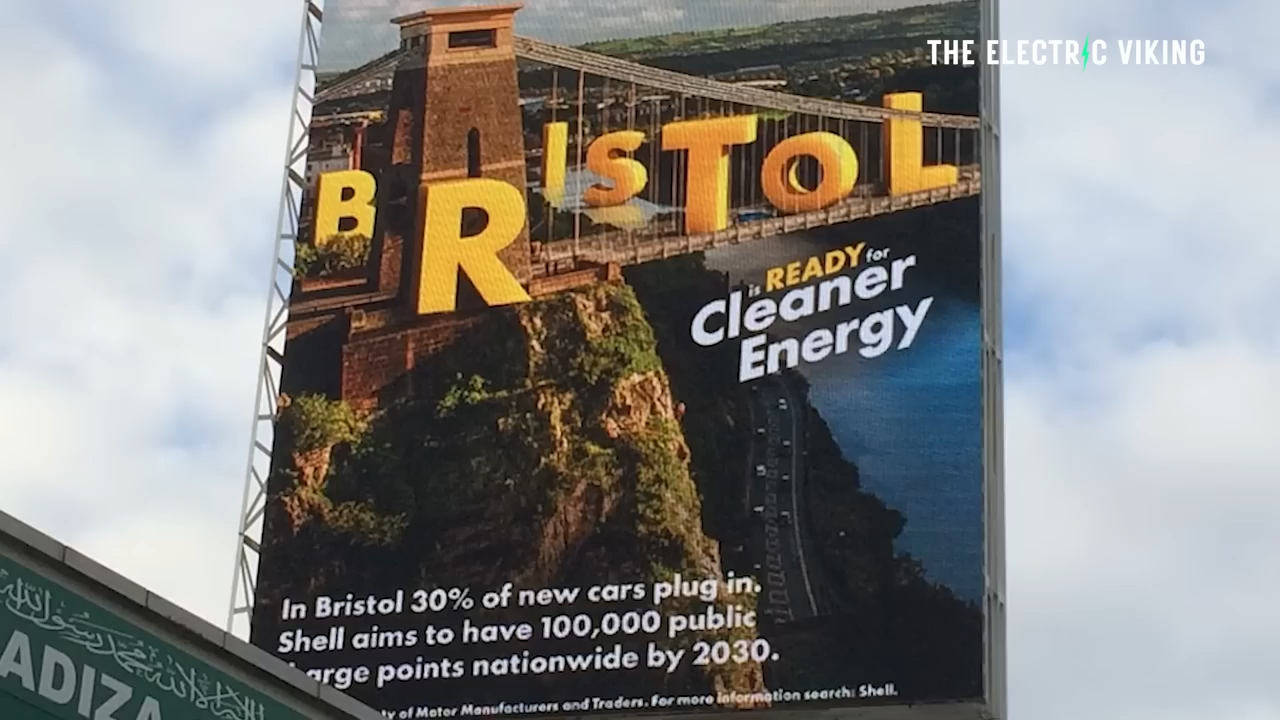 THE ELECTRIC VIKING
BRISTOL
is READY for
Cleaner
Energy
In Bristol 30% of new cars plug in.
Shell aims to have 100,000 public
arge points nationwide by 2030.
ty of Motor Manufacturers and Traders. For more information search: Shell.
ADIZA